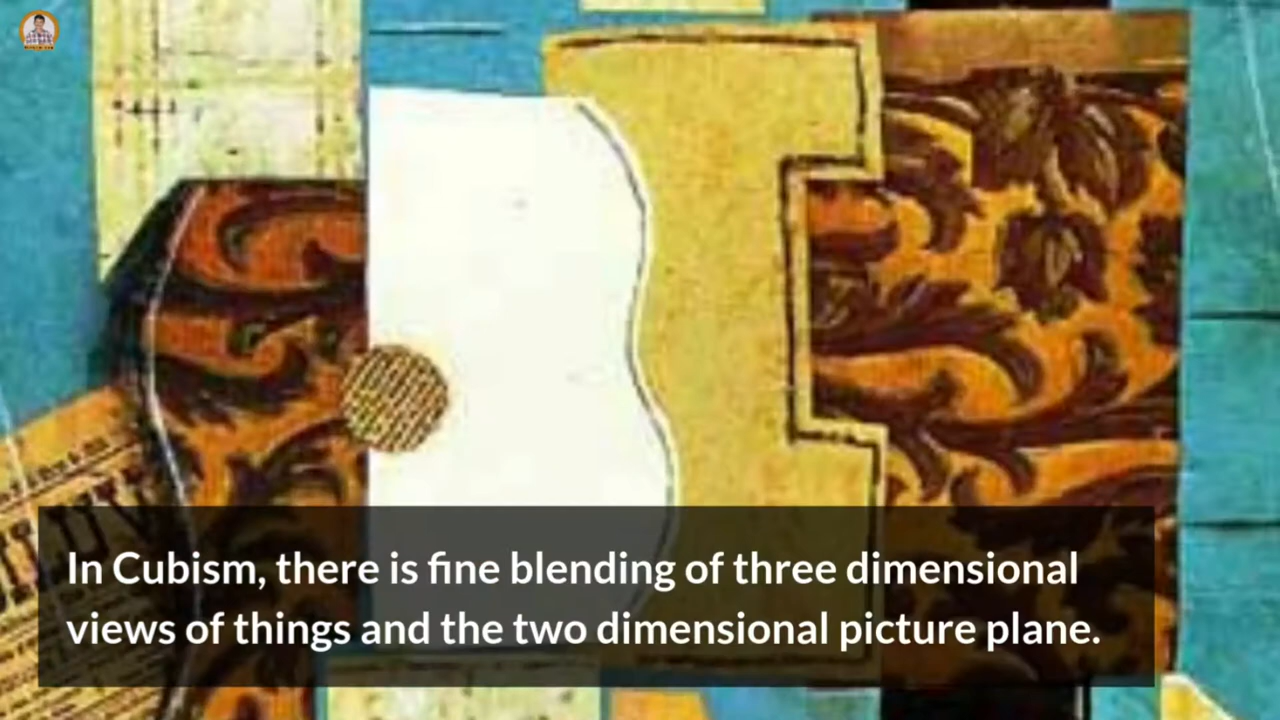 In Cubism, there is fine blending of three dimensional
views of things and the two dimensional picture plane.